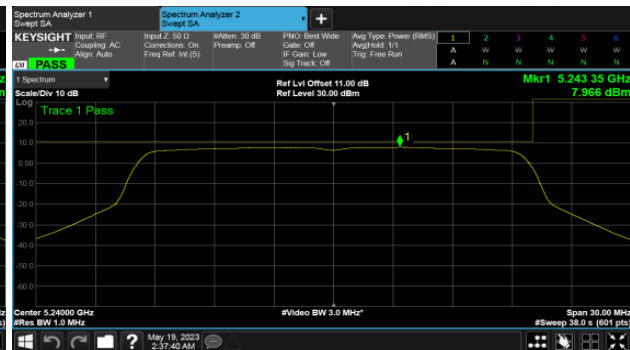 Spectrum Analyzer 1
Swept SA
Spectrum Analyzer 2
Swept SA
+
KEYSIGHT
Input: RF
Coupling: AC
Align: Auto
Input Z: 50 Ω
Corrections: On
Freq Ref: Int (S)
#Atten: 30 dB
Preamp: Off
PNO: Best Wide
Gate: Off
IF Gain: Low
Sig Track: Off
Avg Type: Power (RMS)
Avg|Hold: 1/1
Trig: Free Run
1 2 3 4 5 6
A W W W W W
A N N N N N
LXI PASS
1 Spectrum
Scale/Div 10 dB
Ref Lvl Offset 11.00 dB
Ref Level 30.00 dBm
Mkr1 5.243 35 GHz
7.966 dBm
Log
Trace 1 Pass
20.0
10.0
0.00
-10.0
-20.0
-30.0
-40.0
-50.0
-60.0
1
Center 5.24000 GHz
#Res BW 1.0 MHz
#Video BW 3.0 MHz*
Span 30.00 MHz
#Sweep 38.0 s (601 pts)
?
May 19, 2023
2:37:40 AM